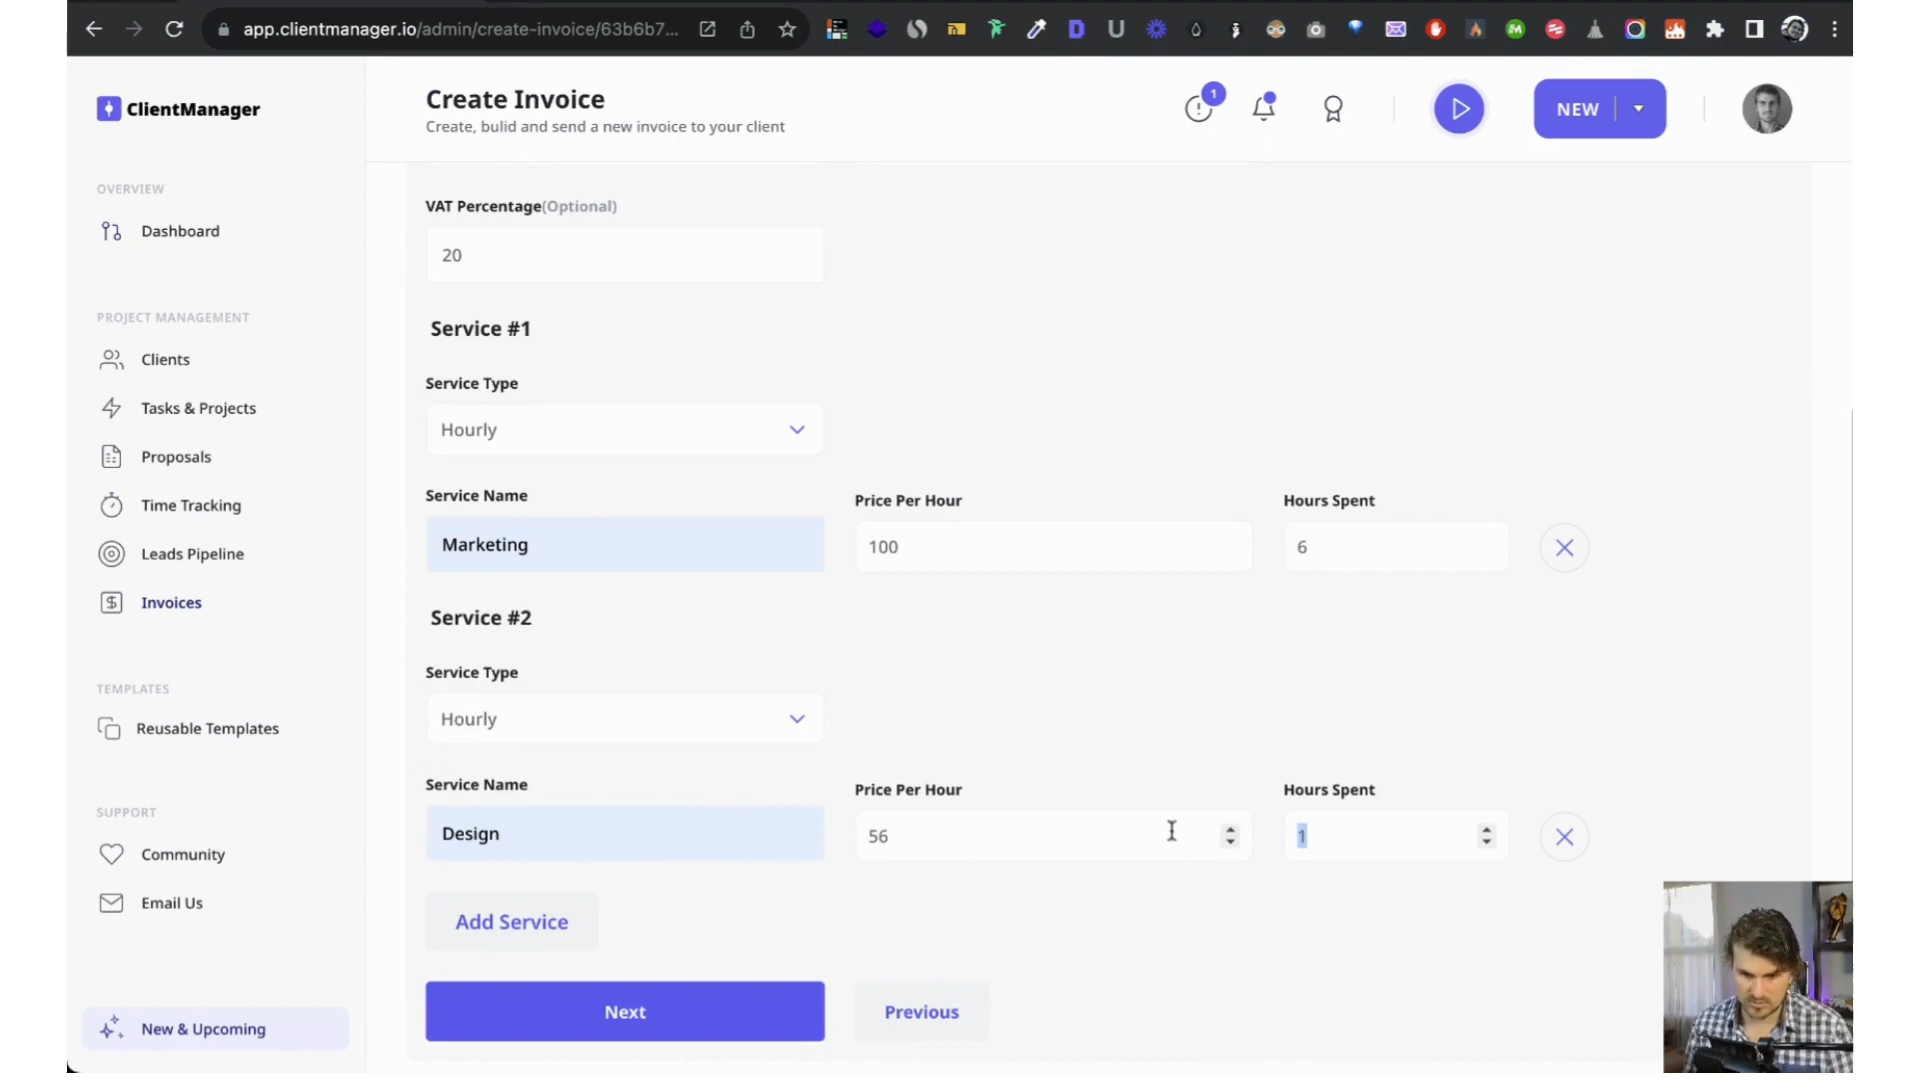 app.clientmanager.io/admin/create-invoice/63b6b7...
ClientManager
Create Invoice
Create, bulid and send a new invoice to your client
1
NEW
OVERVIEW
Dashboard
PROJECT MANAGEMENT
Clients
Tasks & Projects
Proposals
Time Tracking
Leads Pipeline
Invoices
TEMPLATES
Reusable Templates
SUPPORT
Community
Email Us
New & Upcoming
VAT Percentage(Optional)
20
Service #1
Service Type
Hourly
Service Name Price Per Hour Hours Spent
Marketing 100 6
Service #2
Service Type
Hourly
Service Name Price Per Hour Hours Spent
Design 56 1
Add Service
Next Previous